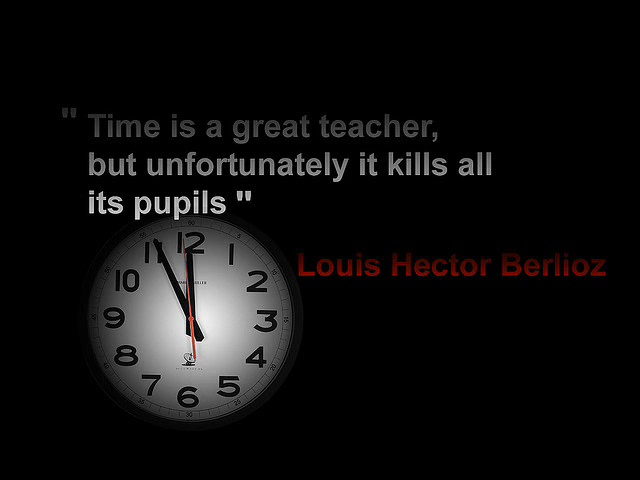 " Time is a great teacher,
but unfortunately it kills all
its pupils "
Louis Hector Berlioz
11 12 1
10 2
9 3
8 4
7 6 5